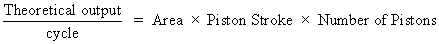 Theoretical output
cycle = Area × Piston Stroke × Number of Pistons